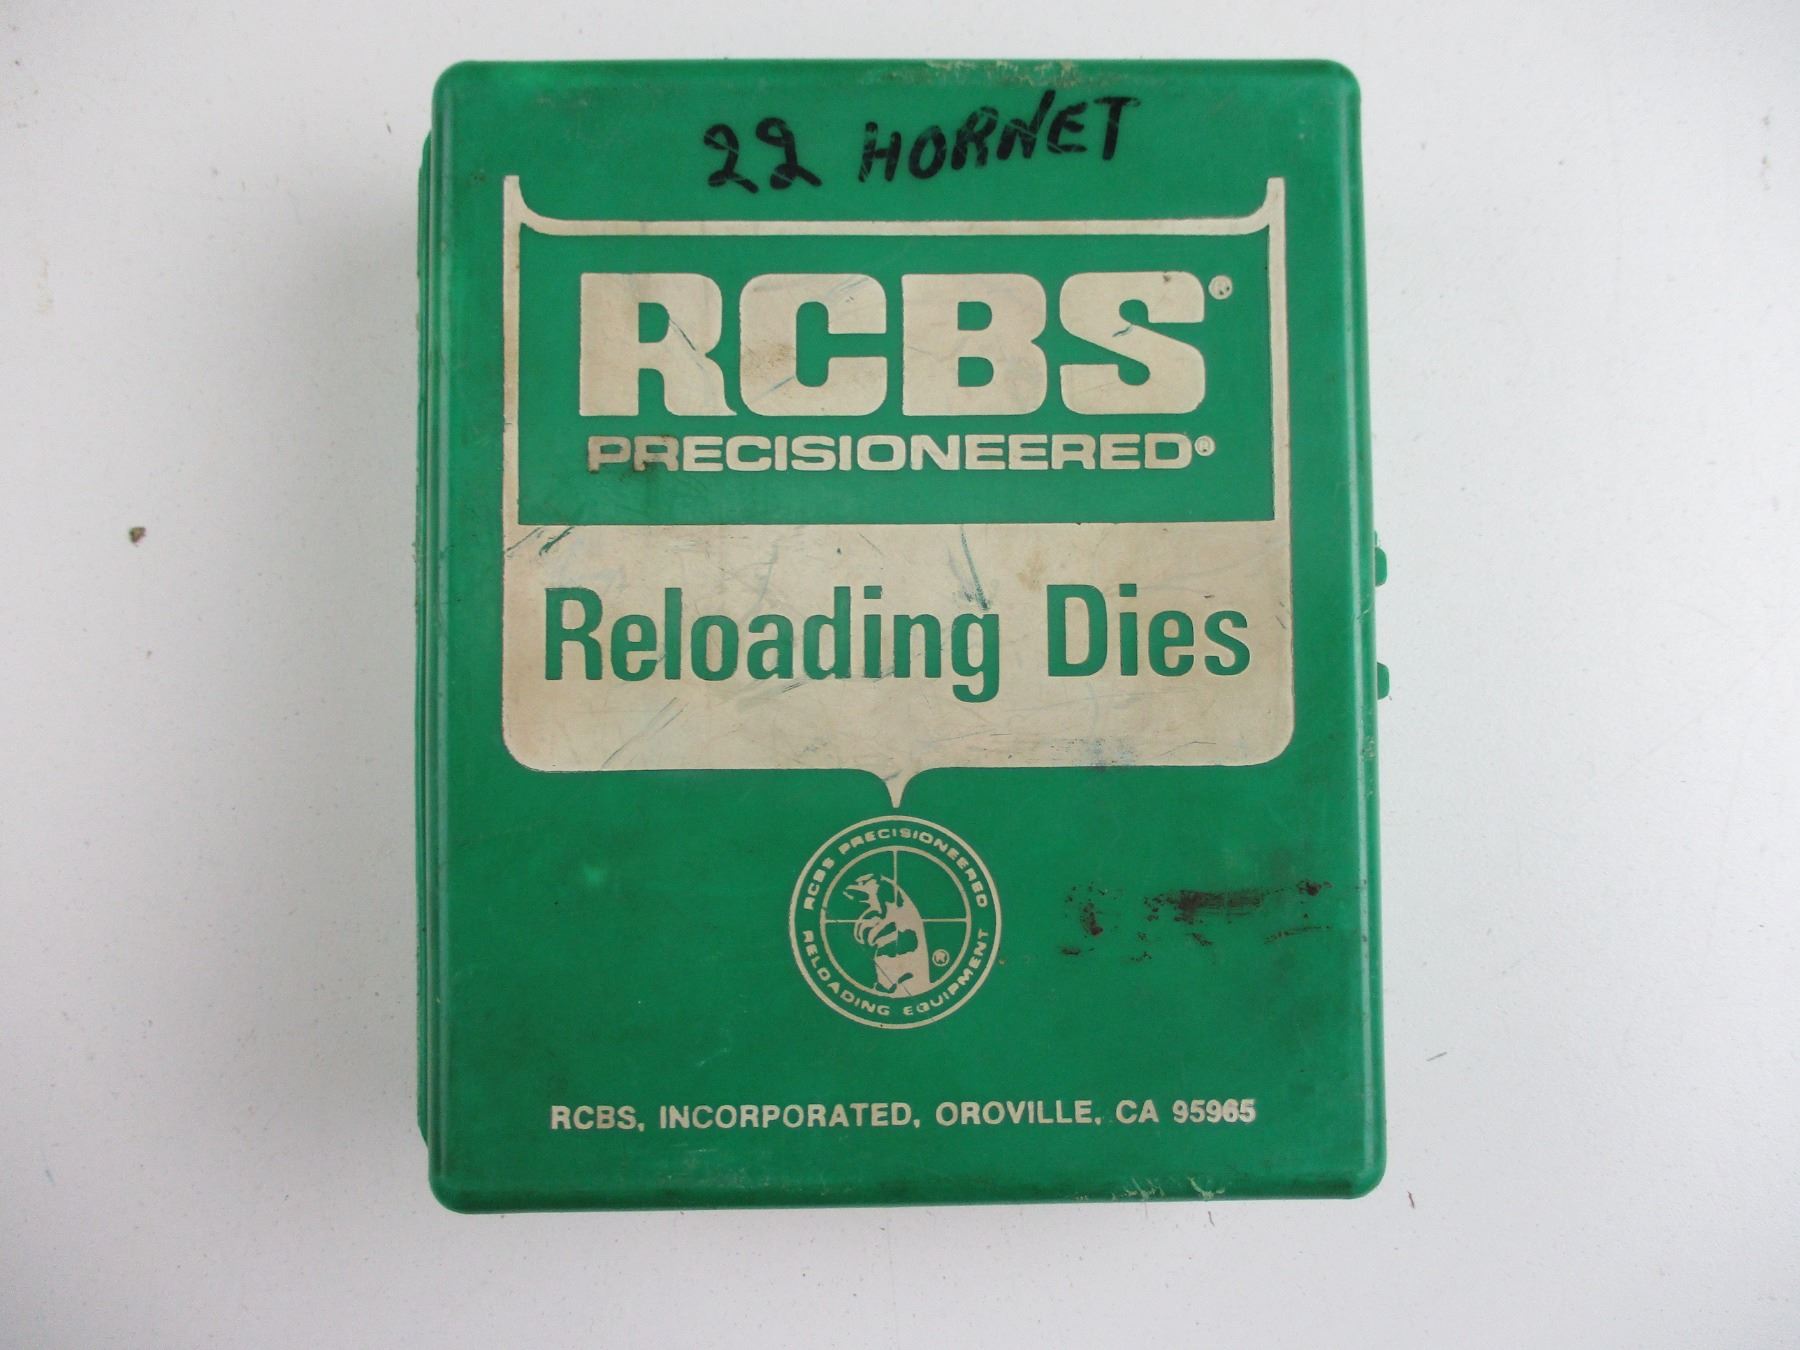 22 HORNET
RCBS®
PRECISIONEERED®
Reloading Dies
RCBS PRECISIONEERED
RELOADING EQUIPMENT
®
RCBS, INCORPORATED, OROVILLE, CA 95965